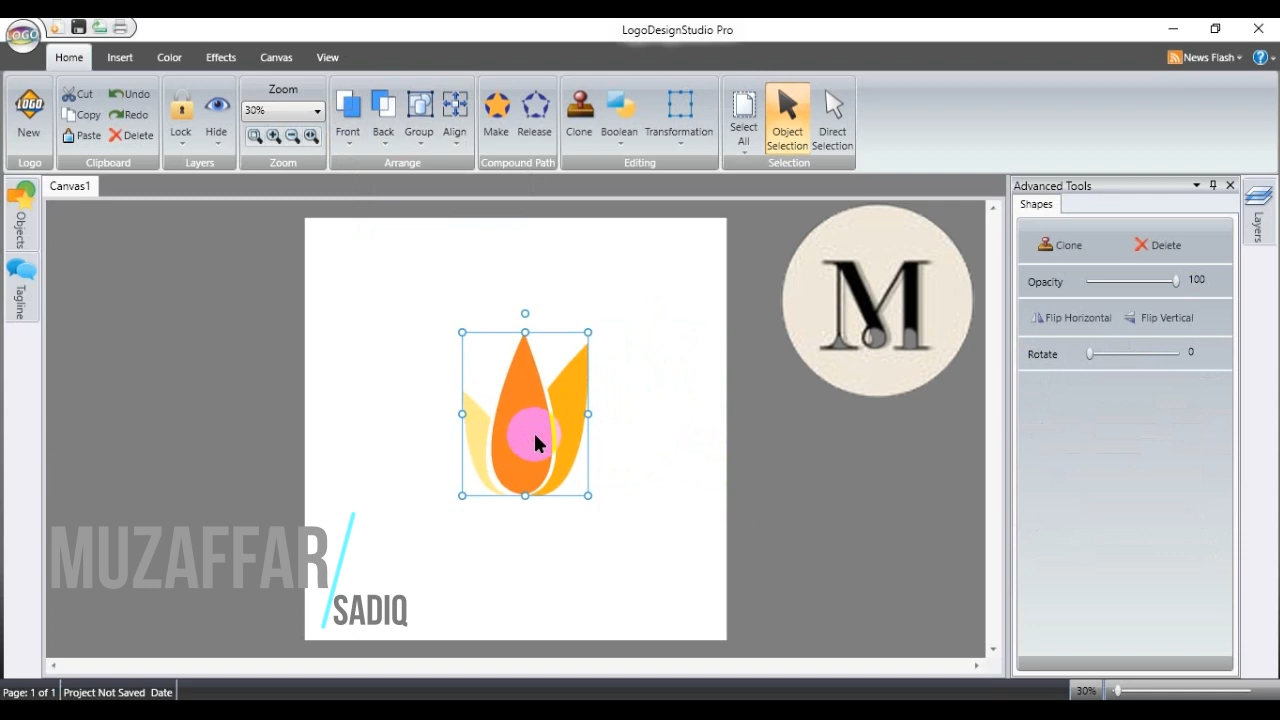 LOGO
LogoDesignStudio Pro
Home Insert Color Effects Canvas View
News Flash
LOGO
New
Logo
Cut
Copy
Paste
Undo
Redo
Delete
Clipboard
Lock
Hide
Layers
Zoom
30%
Zoom
Front
Back
Group
Align
Arrange
Make
Release
Compound Path
Clone
Boolean
Transformation
Editing
Select
All
Object
Selection
Direct
Selection
Selection
Canvas1
Objects
Tagline
M
MUZAFFAR
SADIQ
Advanced Tools
Shapes
Clone
Delete
Opacity 100
Flip Horizontal Flip Vertical
Rotate 0
Layers
Page: 1 of 1 Project Not Saved Date
30%